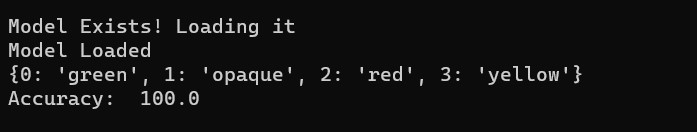 Model Exists! Loading it
Model Loaded
{0: 'green', 1: 'opaque', 2: 'red', 3: 'yellow'}
Accuracy:  100.0